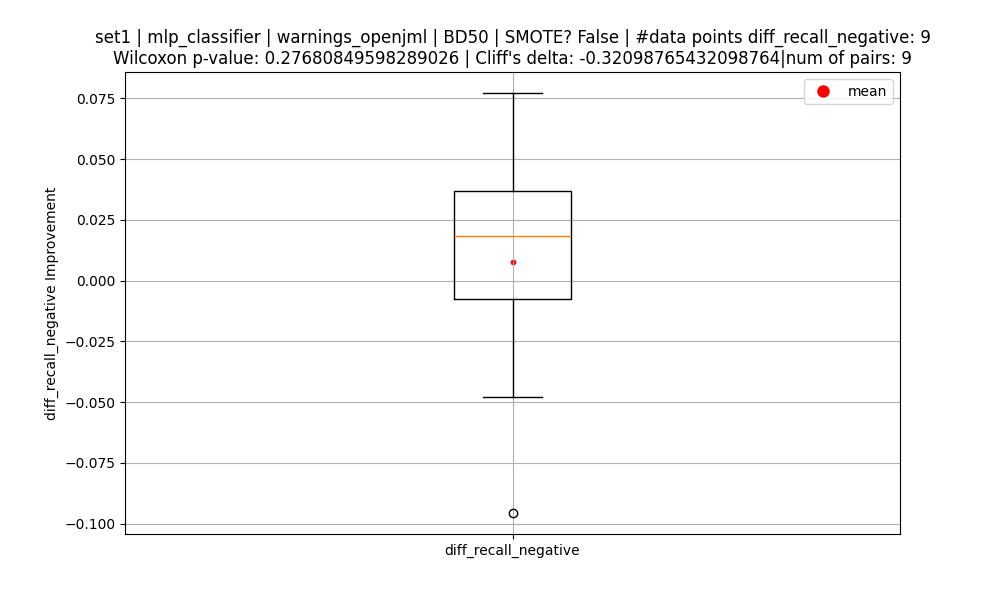 set1 | mlp_classifier | warnings_openjml | BD50 | SMOTE? False | #data points diff_recall_negative: 9
Wilcoxon p-value: 0.27680849598289026 | Cliff's delta: -0.32098765432098764|num of pairs: 9
mean
0.075
0.050
0.025
0.000
−0.025
−0.050
−0.075
−0.100
diff_recall_negative Improvement
diff_recall_negative